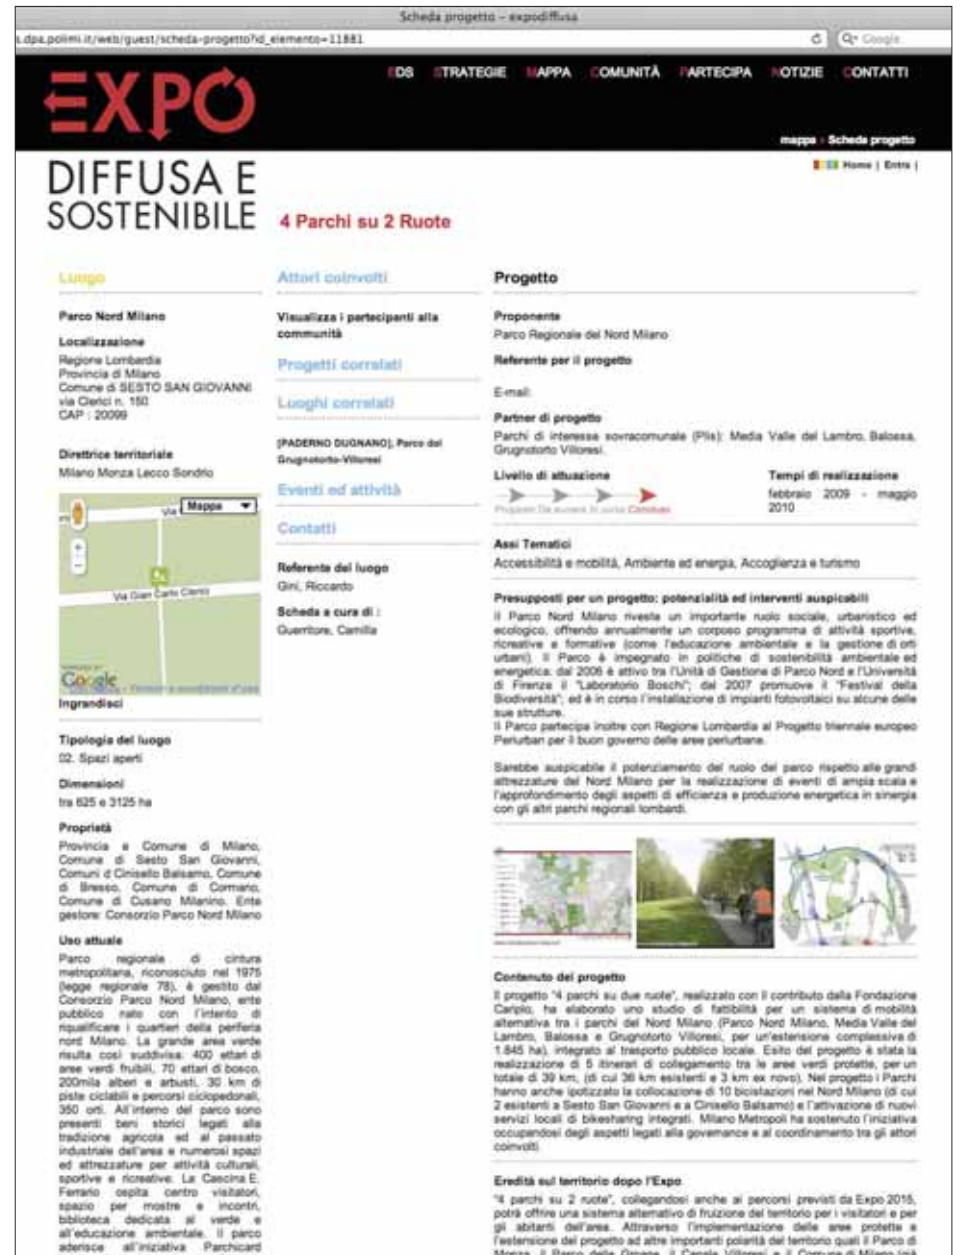 Scheda progetto – expodiffusa
s.dpa.polimi.it/web/guest/scheda-progetto?id_elemento=11881
Google
EDS STRATEGIE MAPPA COMUNITÀ PARTECIPA NOTIZIE CONTATTI
EXPO
mappa » Scheda progetto
Home | Entra |
DIFFUSA E
SOSTENIBILE
4 Parchi su 2 Ruote
Luogo
Parco Nord Milano
Localizzazione
Regione Lombardia
Provincia di Milano
Comune di SESTO SAN GIOVANNI
via Clerici n. 150
CAP : 20099
Direttrice territoriale
Milano Monza Lecco Sondrio
Via
Mappa
Via Gian Carlo Clerici
Google
Ingrandisci
Tipologia del luogo
02. Spazi aperti
Dimensioni
tra 625 e 3125 ha
Proprietà
Provincia e Comune di Milano,
Comune di Sesto San Giovanni,
Comuni d Cinisello Balsamo, Comune
di Bresso, Comune di Cormano,
Comune di Cusano Milanino. Ente
gestore: Consorzio Parco Nord Milano
Uso attuale
Parco regionale di cintura
metropolitana, riconosciuto nel 1975
(legge regionale 78), è gestito dal
Consorzio Parco Nord Milano, ente
pubblico nato con l'intento di
riqualificare i quartieri della periferia
nord Milano. La grande area verde
risulta così suddivisa: 400 ettari di
aree verdi fruibili, 70 ettari di bosco,
200mila alberi e arbusti, 30 km di
piste ciclabili e percorsi ciclopedonali,
350 orti. All'interno del parco sono
presenti beni storici legati alla
tradizione agricola ed al passato
industriale dell'area e numerosi spazi
ed attrezzature per attività culturali,
sportive e ricreative. La Cascina E.
Ferrario ospita centro visitatori,
spazio per mostre e incontri,
biblioteca dedicata al verde e
all'educazione ambientale. Il parco
aderisce all'iniziativa Parchicard
Attori coinvolti
Visualizza i partecipanti alla
communità
Progetti correlati
Luoghi correlati
[PADERNO DUGNANO], Parco del
Grugnotorto-Villoresi
Eventi ed attività
Contatti
Referente del luogo
Gini, Riccardo
Scheda a cura di :
Guerritore, Camilla
Progetto
Proponente
Parco Regionale del Nord Milano
Referente per il progetto
E-mail:
Partner di progetto
Parchi di interesse sovracomunale (Plis): Media Valle del Lambro, Balossa,
Grugnotorto Villoresi.
Livello di attuazione
Proposto Da avviare In corso Concluso
Tempi di realizzazione
febbraio 2009 - maggio
2010
Assi Tematici
Accessibilità e mobilità, Ambiente ed energia, Accoglienza e turismo
Presupposti per un progetto: potenzialità ed interventi auspicabili
Il Parco Nord Milano riveste un importante ruolo sociale, urbanistico ed
ecologico, offrendo annualmente un corposo programma di attività sportive,
ricreative e formative (come l'educazione ambientale e la gestione di orti
urbani). Il Parco è impegnato in politiche di sostenibilità ambientale ed
energetica: dal 2006 è attivo tra l'Unità di Gestione di Parco Nord e l'Università
di Firenze il "Laboratorio Boschi"; dal 2007 promuove il "Festival della
Biodiversità"; ed è in corso l'installazione di impianti fotovoltaici su alcune delle
sue strutture.
Il Parco partecipa inoltre con Regione Lombardia al Progetto triennale europeo
Periurban per il buon governo delle aree periurbane.
Sarebbe auspicabile il potenziamento del ruolo del parco rispetto alle grandi
attrezzature del Nord Milano per la realizzazione di eventi di ampia scala e
l'approfondimento degli aspetti di efficienza e produzione energetica in sinergia
con gli altri parchi regionali lombardi.
Contenuto del progetto
Il progetto "4 parchi su due ruote", realizzato con il contributo dalla Fondazione
Cariplo, ha elaborato uno studio di fattibilità per un sistema di mobilità
alternativa tra i parchi del Nord Milano (Parco Nord Milano, Media Valle del
Lambro, Balossa e Grugnotorto Villoresi, per un'estensione complessiva di
1.845 ha), integrato al trasporto pubblico locale. Esito del progetto è stata la
realizzazione di 5 itinerari di collegamento tra le aree verdi protette, per un
totale di 39 km, (di cui 36 km esistenti e 3 km ex novo). Nel progetto i Parchi
hanno anche ipotizzato la collocazione di 10 bicistazioni nel Nord Milano (di cui
2 esistenti a Sesto San Giovanni e a Cinisello Balsamo) e l'attivazione di nuovi
servizi locali di bikesharing integrati. Milano Metropoli ha sostenuto l'iniziativa
occupandosi degli aspetti legati alla governance e al coordinamento tra gli attori
coinvolti.
Eredità sul territorio dopo l'Expo
"4 parchi su 2 ruote", collegandosi anche ai percorsi previsti da Expo 2015,
potrà offrire una sistema alternativo di fruizione del territorio per i visitatori e per
gli abitanti dell'area. Attraverso l'implementazione delle aree protette e
l'estensione del progetto ad altre importanti polarità del territorio quali il Parco di